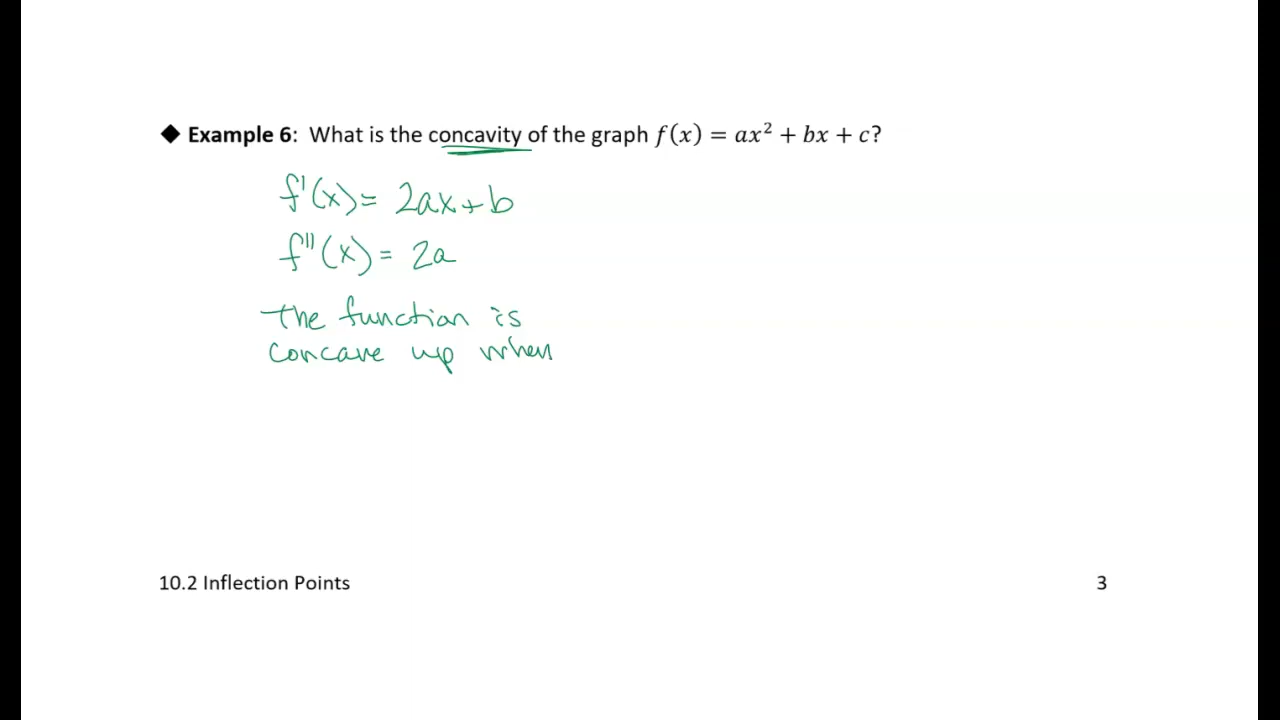 ◆ Example 6: What is the concavity of the graph f(x) = ax² + bx + c?
f'(x) = 2ax + b
f''(x) = 2a
The function is
concave up when
10.2 Inflection Points
3